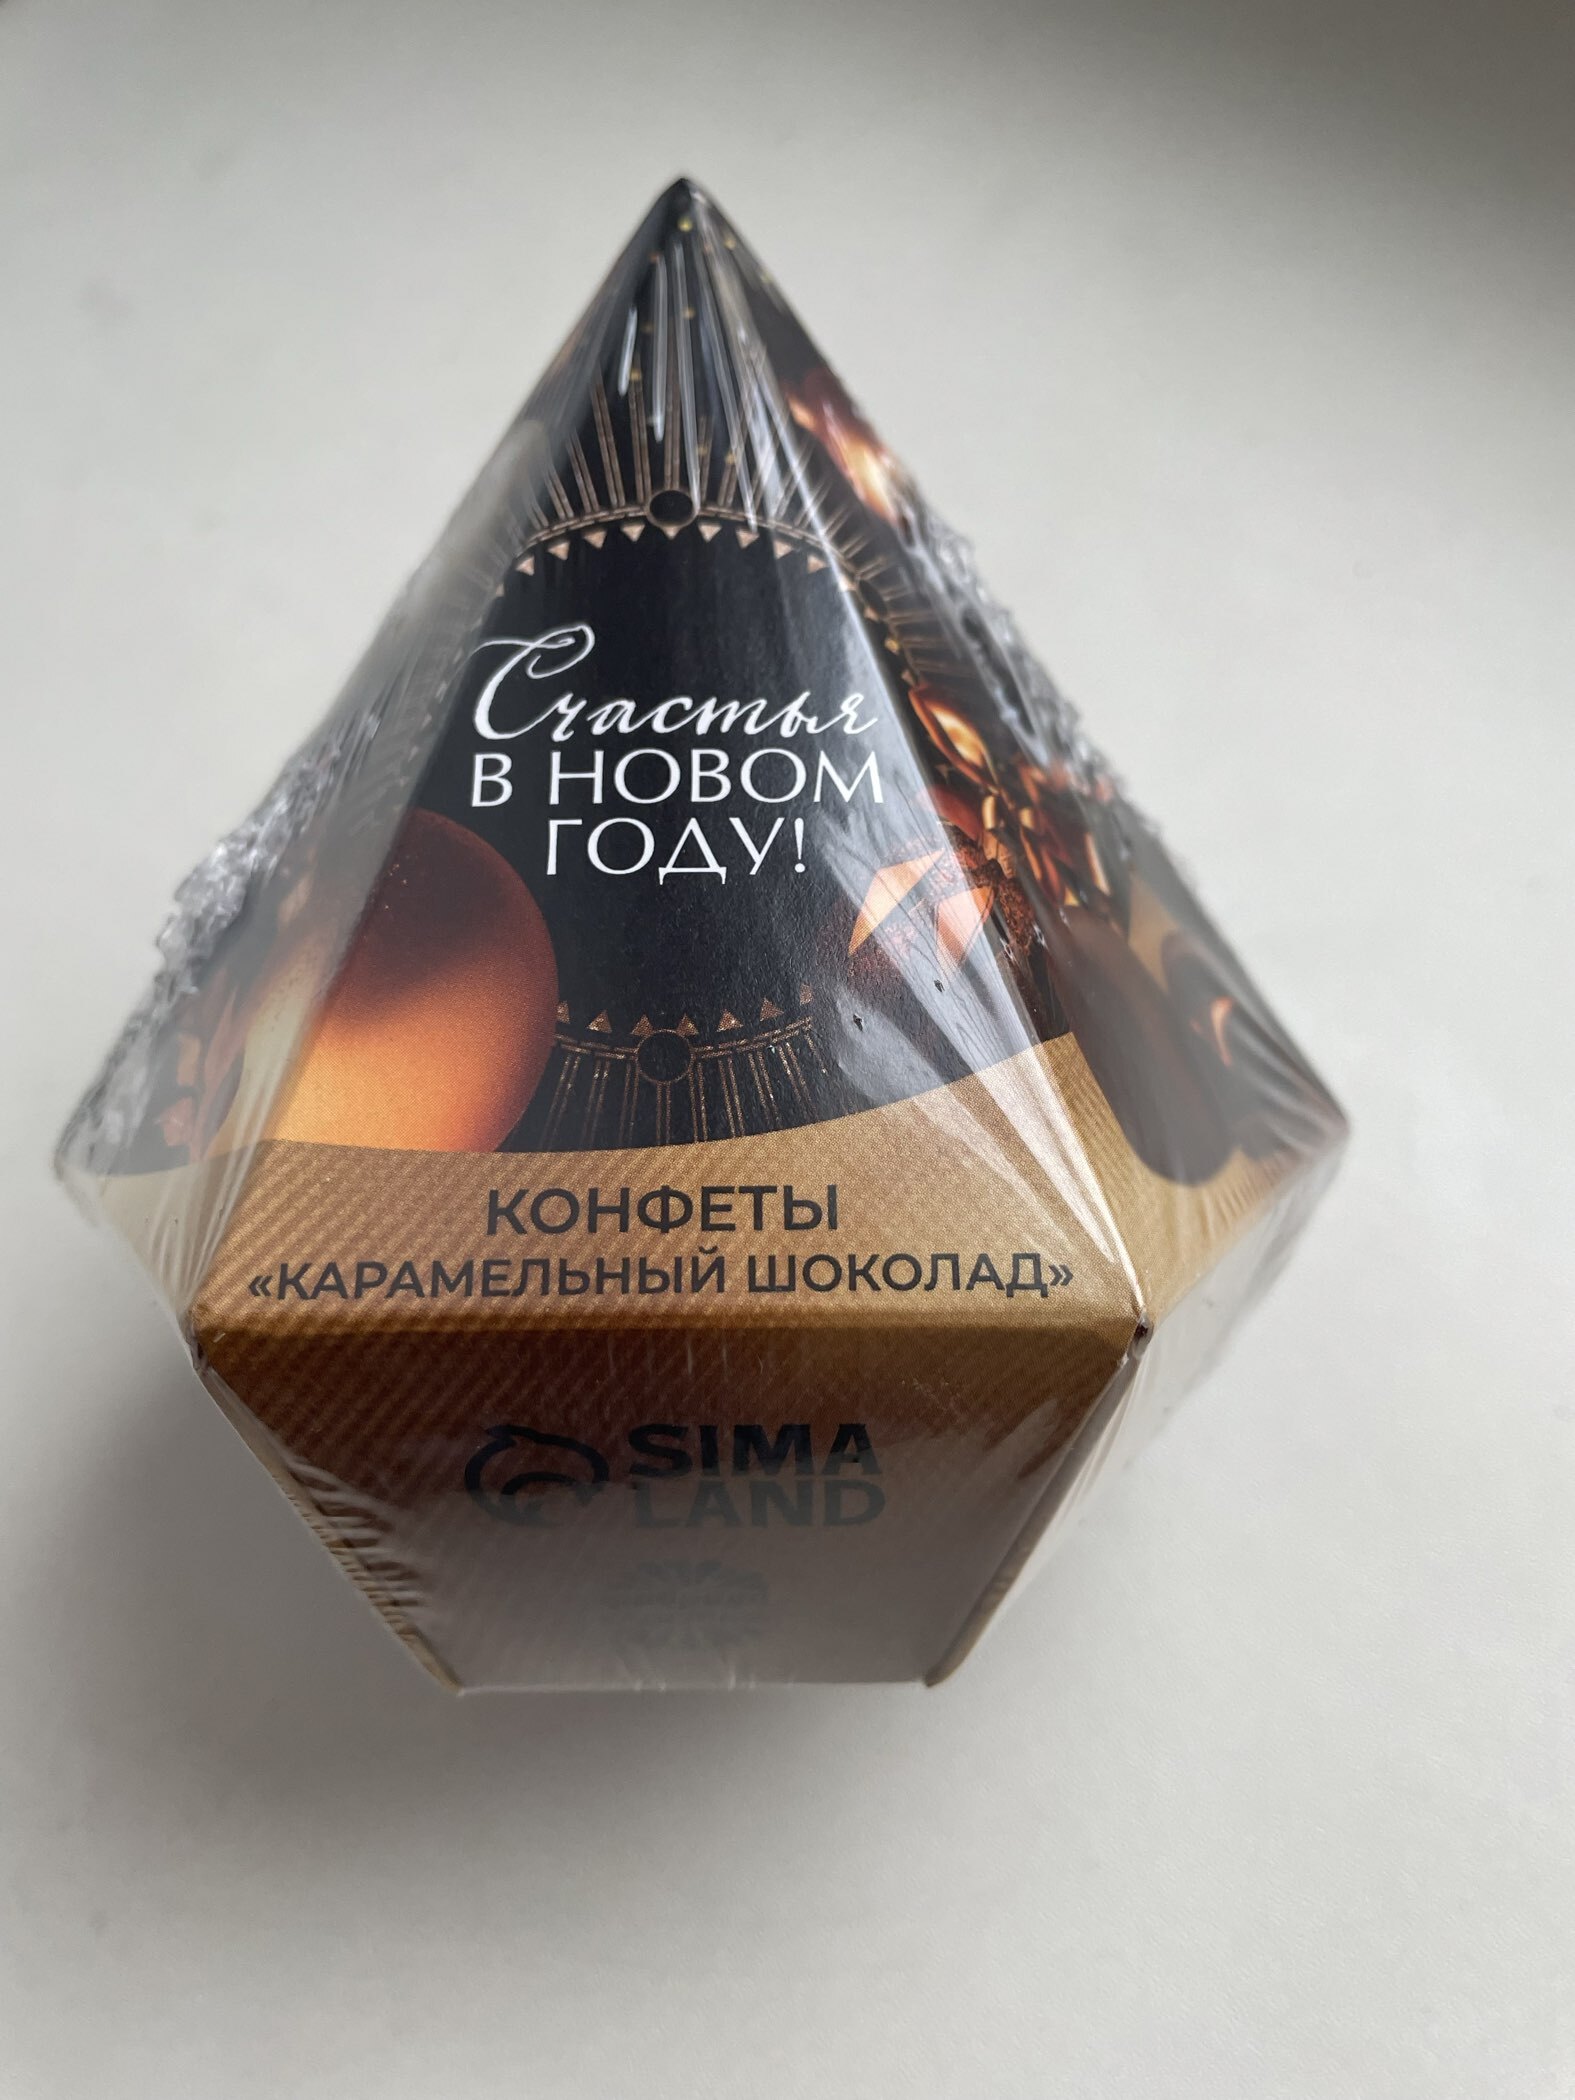 Счастья
В НОВОМ
ГОДУ!
КОНФЕТЫ
«КАРАМЕЛЬНЫЙ ШОКОЛАД»
SIMA
LAND